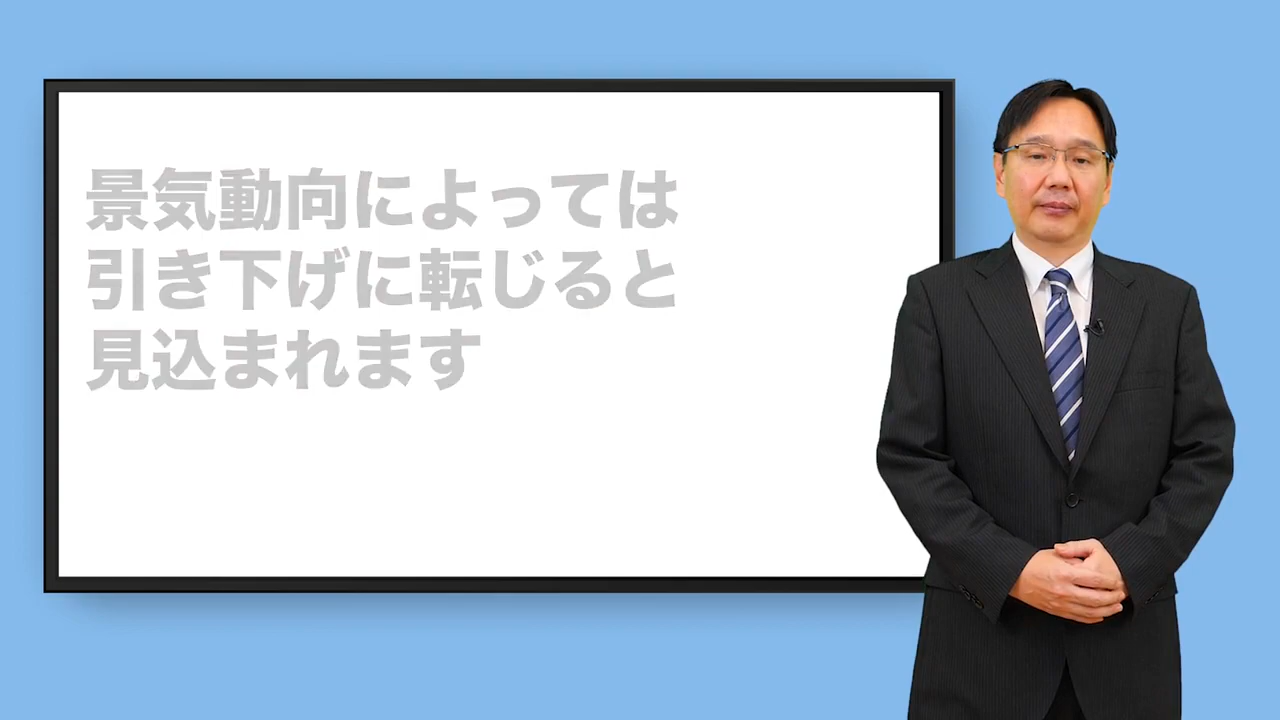 景気動向によっては
引き下げに転じると
見込まれます